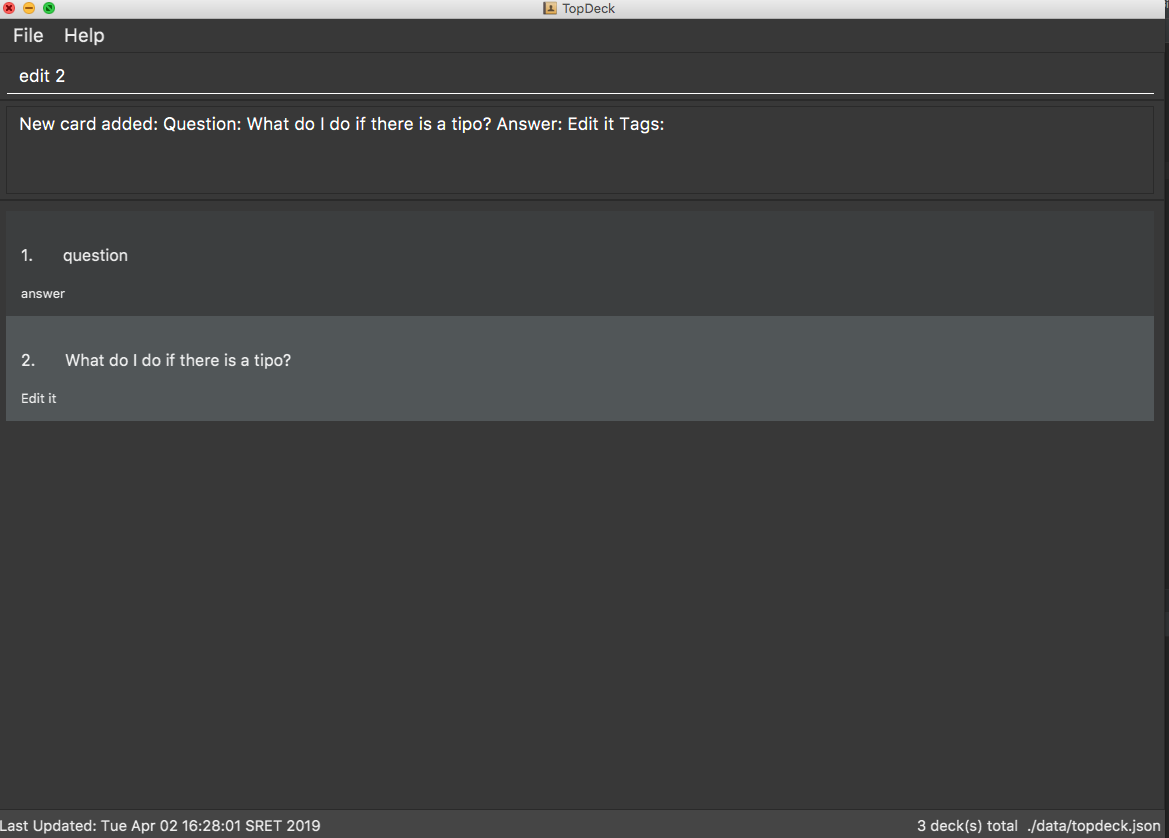 TopDeck
File Help
edit 2
New card added: Question: What do I do if there is a tipo? Answer: Edit it Tags:
1. question
answer
2. What do I do if there is a tipo?
Edit it
Last Updated: Tue Apr 02 16:28:01 SRET 2019 3 deck(s) total ./data/topdeck.json